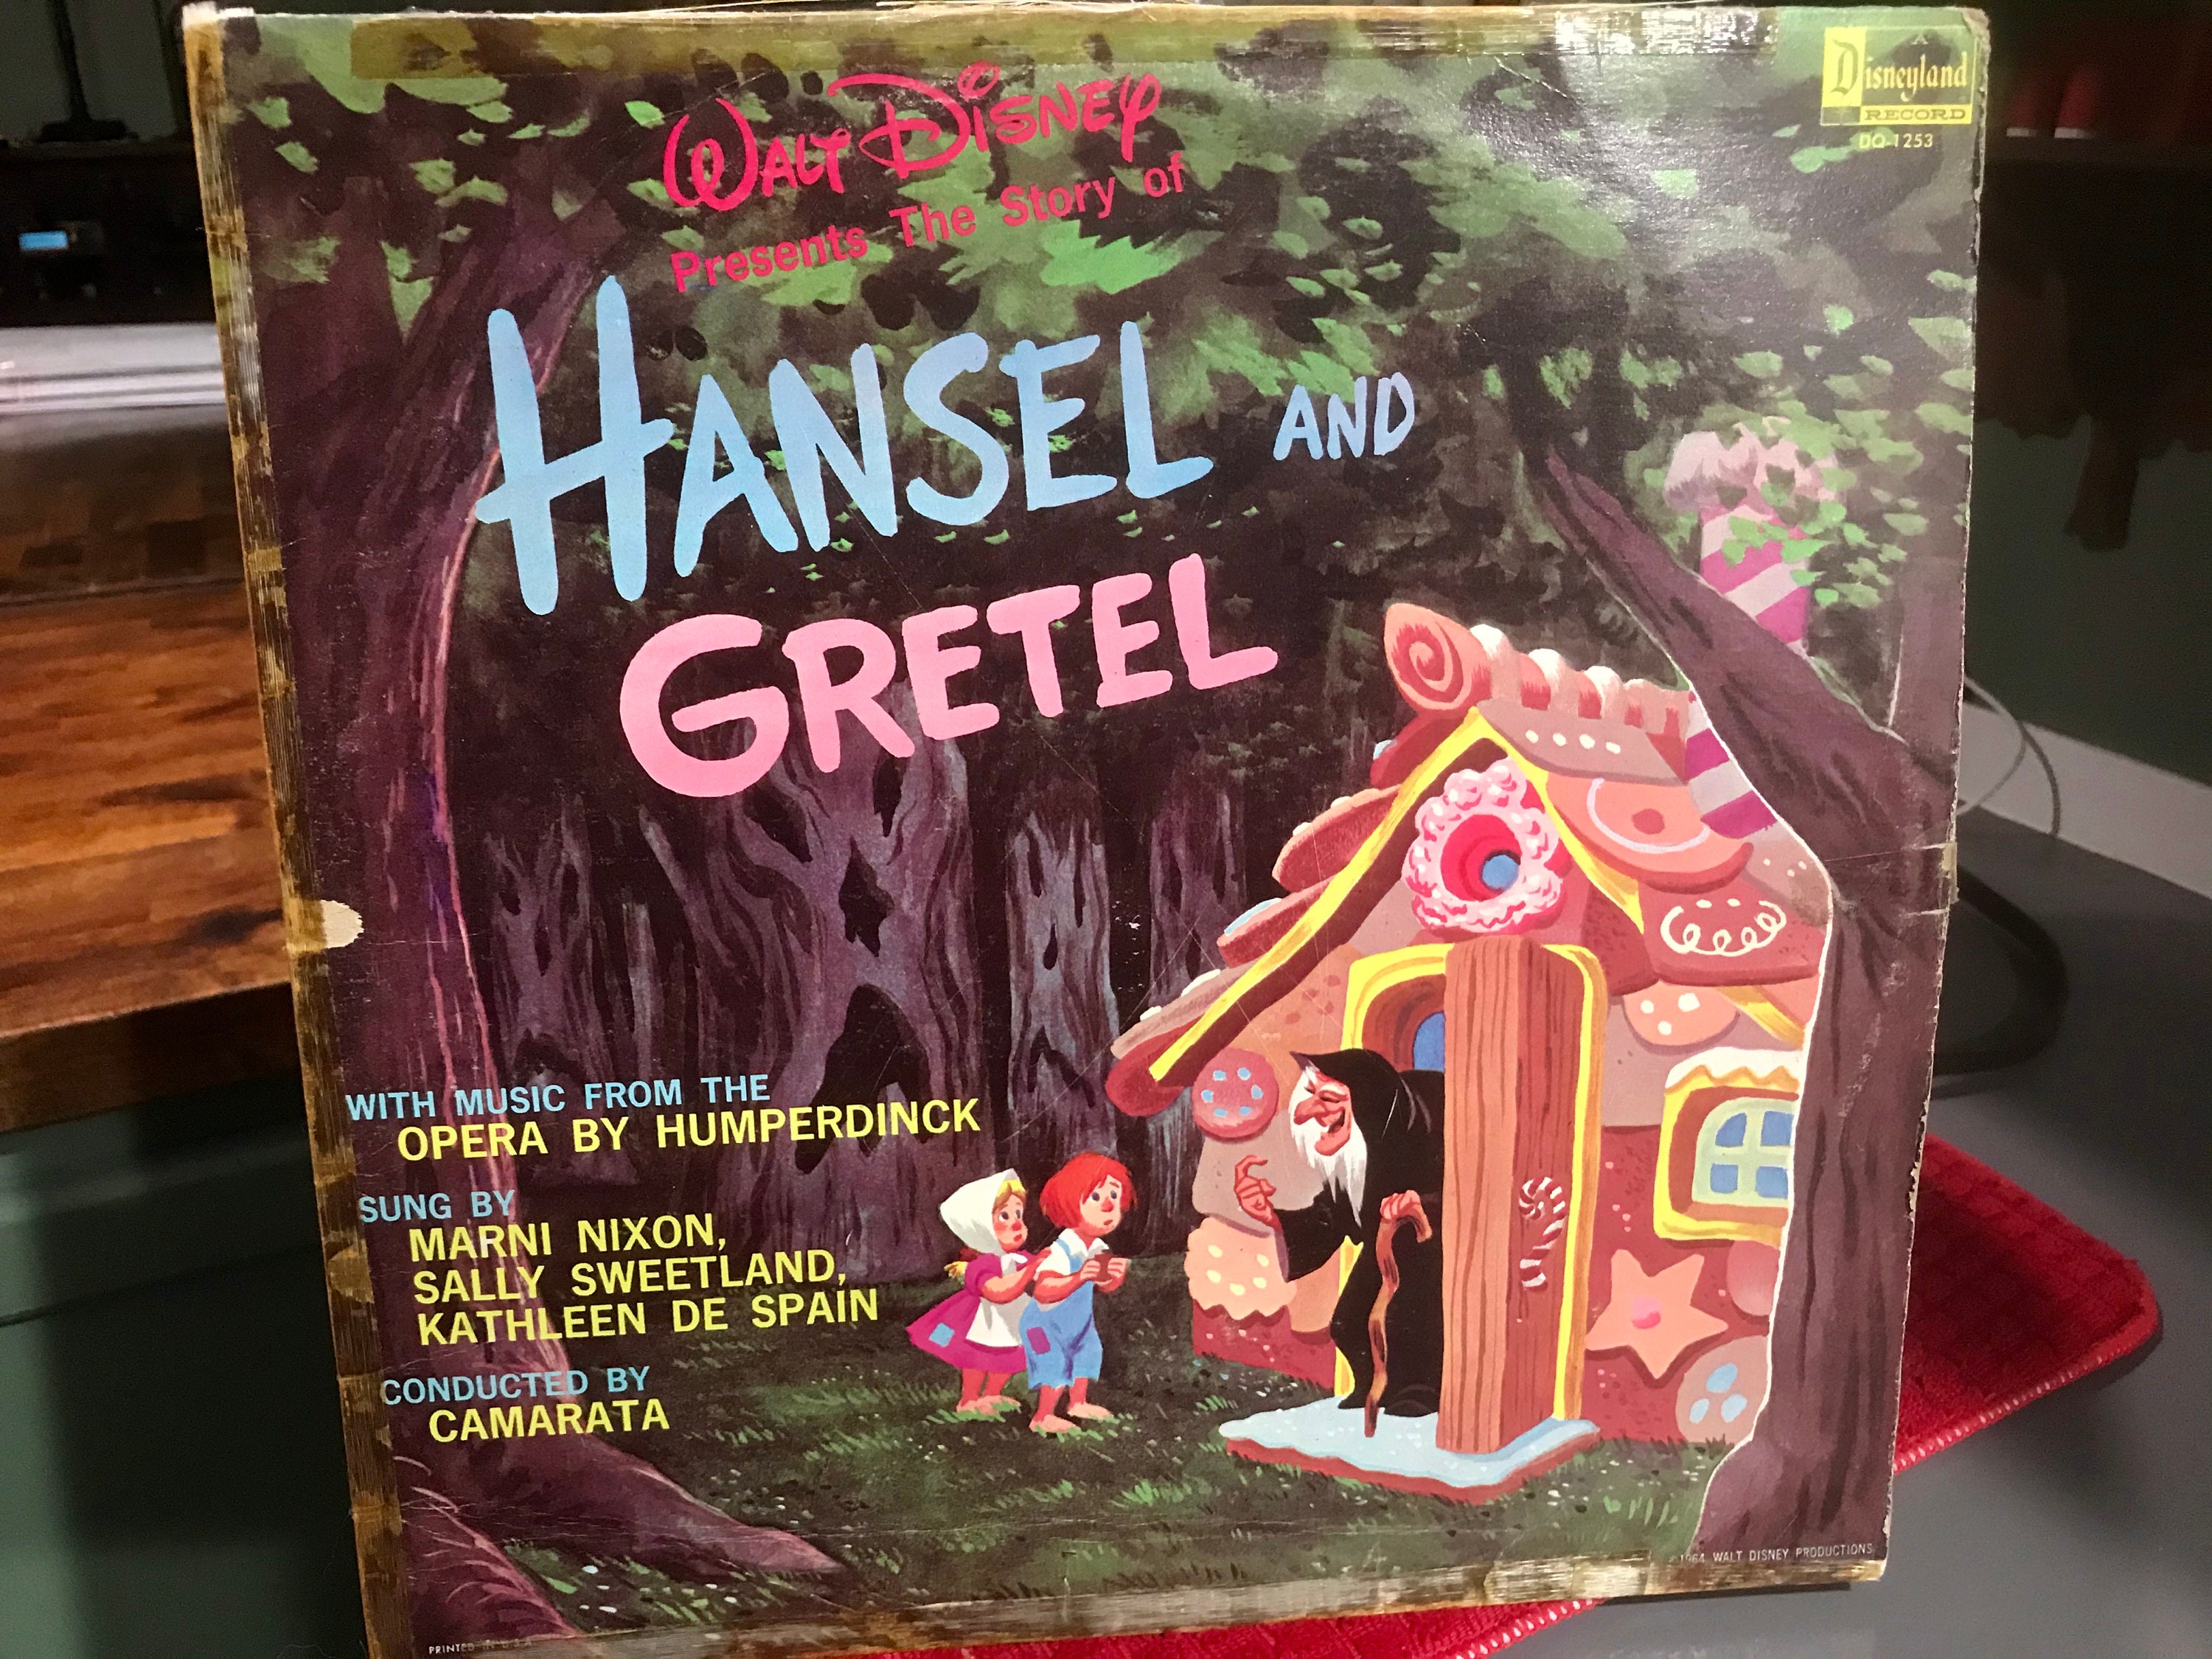 Disneyland
RECORD
DQ-1253
WALT DISNEY
Presents The Story of
HANSEL AND
GRETEL
WITH MUSIC FROM THE
OPERA BY HUMPERDINCK
SUNG BY
MARNI NIXON,
SALLY SWEETLAND,
KATHLEEN DE SPAIN
CONDUCTED BY
CAMARATA
© 1964 WALT DISNEY PRODUCTIONS
PRINTED IN U.S.A.